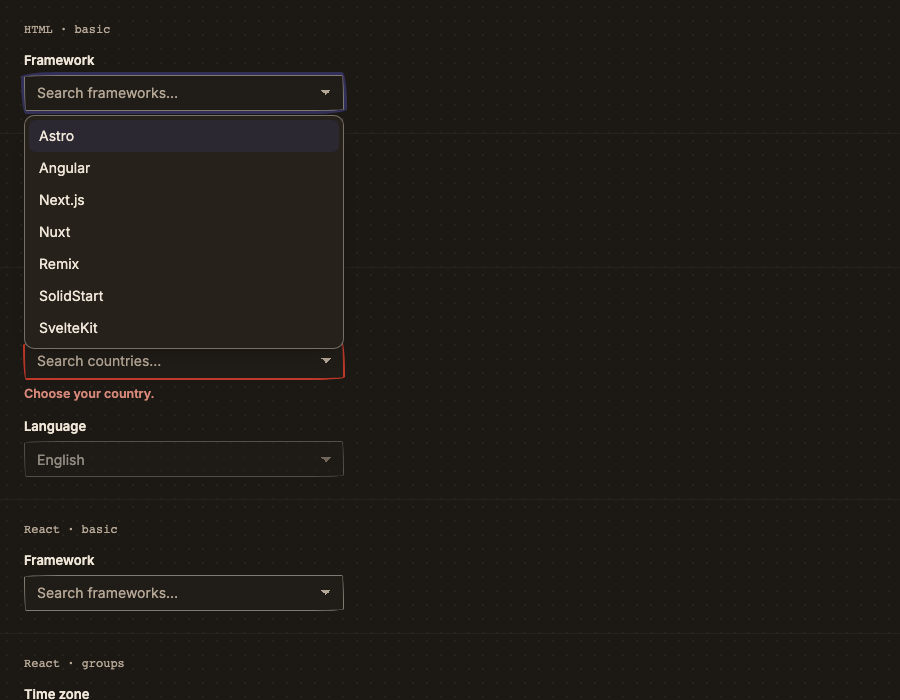 HTML · basic
Framework
Search frameworks...
Astro
Angular
Next.js
Nuxt
Remix
SolidStart
SvelteKit
Search countries...
Choose your country.
Language
English
React · basic
Framework
Search frameworks...
React · groups
Time zone